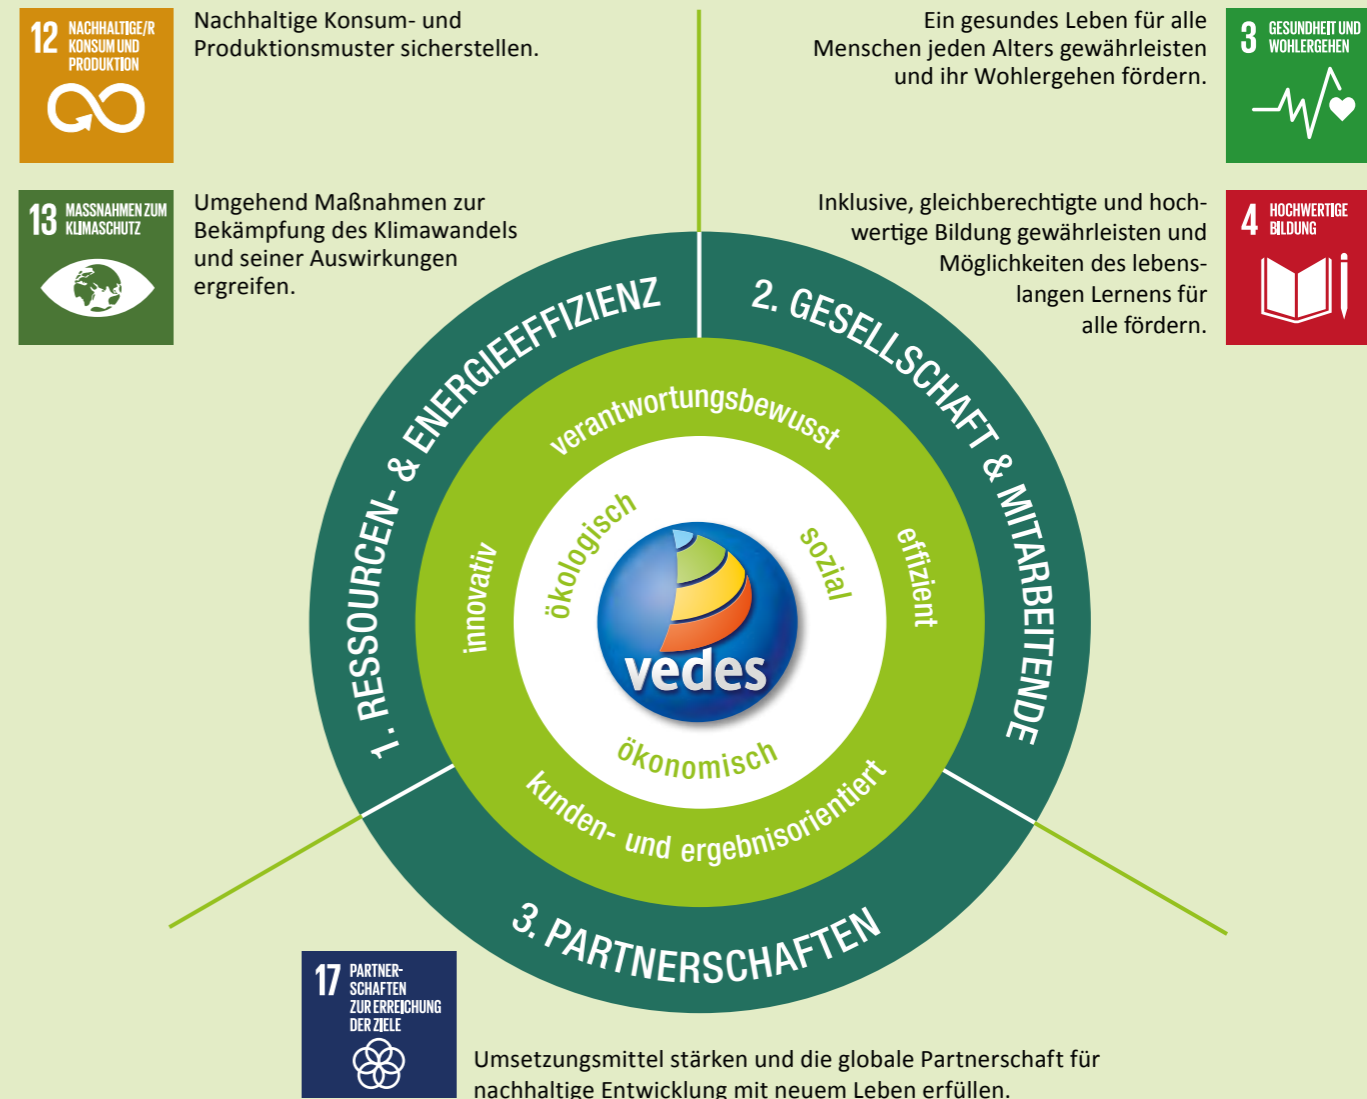 12 NACHHALTIGE/R
KONSUM UND
PRODUKTION
Nachhaltige Konsum- und
Produktionsmuster sicherstellen.
13 MASSNAHMEN ZUM
KLIMASCHUTZ
Umgehend Maßnahmen zur
Bekämpfung des Klimawandels
und seiner Auswirkungen
ergreifen.
Ein gesundes Leben für alle
Menschen jeden Alters gewährleisten
und ihr Wohlergehen fördern.
3 GESUNDHEIT UND
WOHLERGEHEN
Inklusive, gleichberechtigte und hoch-
wertige Bildung gewährleisten und
Möglichkeiten des lebens-
langen Lernens für
alle fördern.
4 HOCHWERTIGE
BILDUNG
1. RESSOURCEN- & ENERGIEEFFIZIENZ
2. GESELLSCHAFT & MITARBEITENDE
verantwortungsbewusst
innovativ
effizient
ökologisch
sozial
vedes
ökonomisch
kunden- und ergebnisorientiert
3. PARTNERSCHAFTEN
17 PARTNER-
SCHAFTEN
ZUR ERREICHUNG
DER ZIELE
Umsetzungsmittel stärken und die globale Partnerschaft für
nachhaltige Entwicklung mit neuem Leben erfüllen.